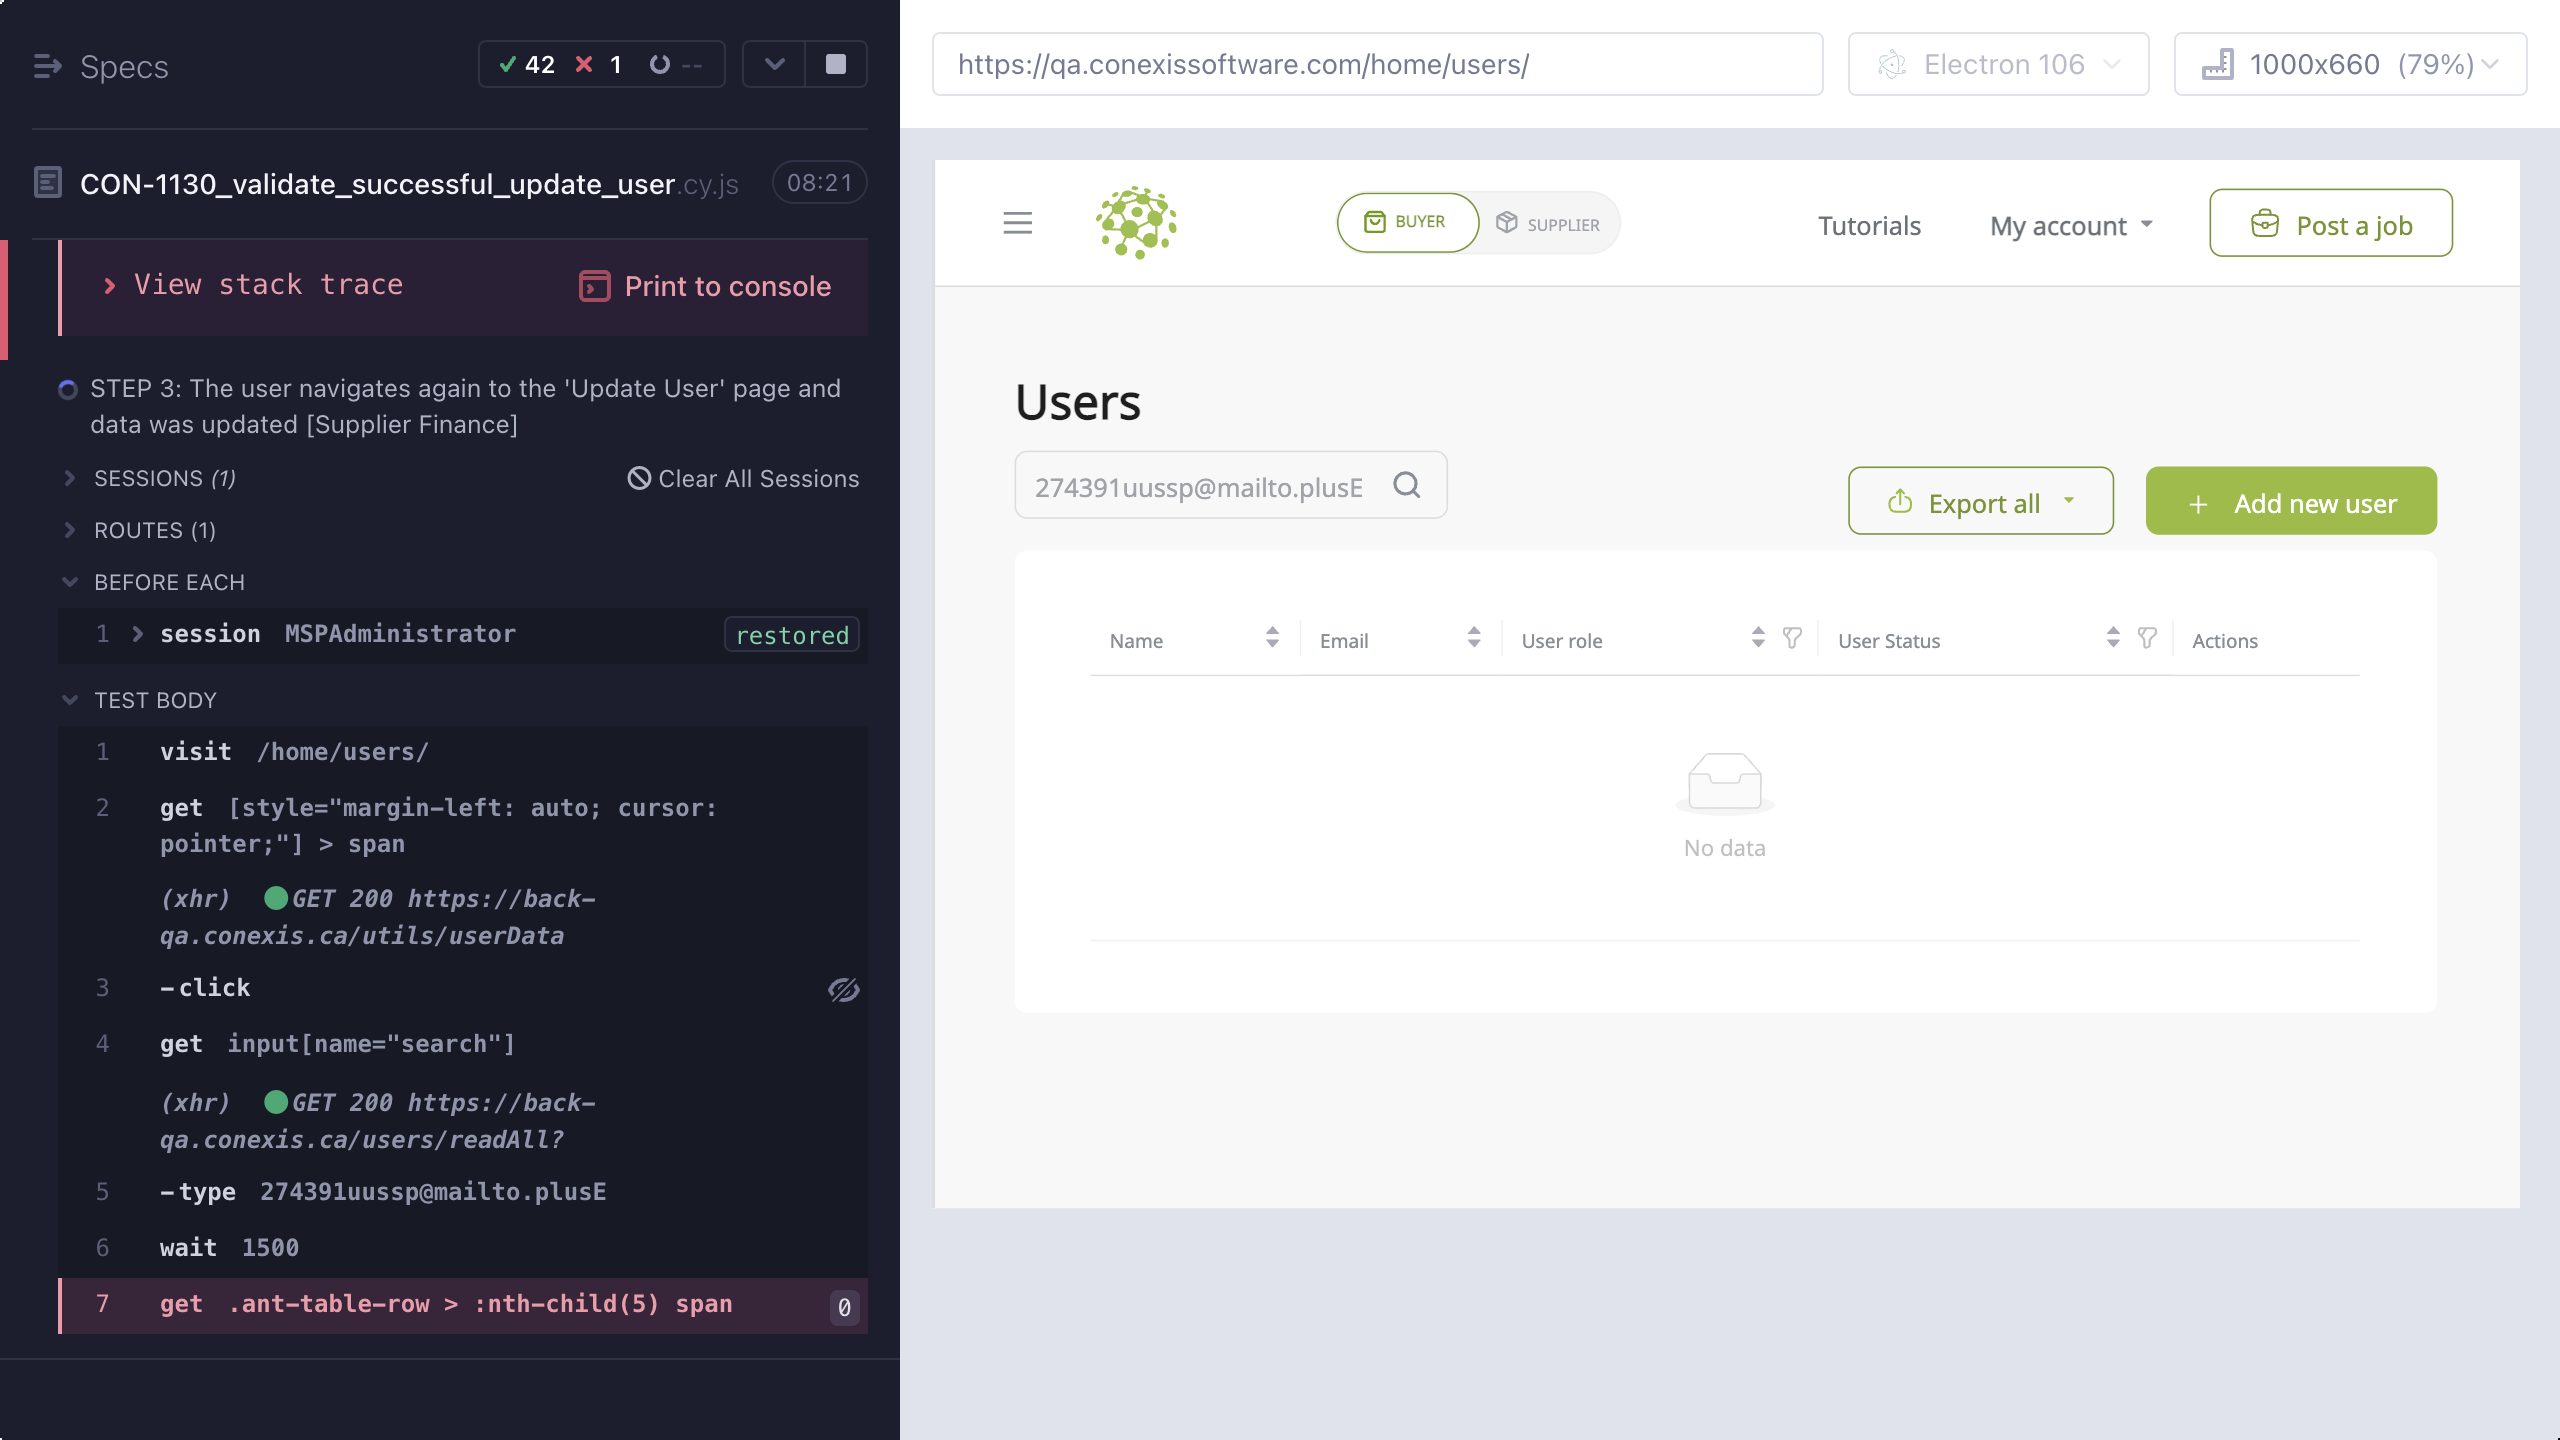 Specs
42 1 --
CON-1130_validate_successful_update_user.cy.js 08:21
View stack trace Print to console
STEP 3: The user navigates again to the 'Update User' page and
data was updated [Supplier Finance]
SESSIONS (1) Clear All Sessions
ROUTES (1)
BEFORE EACH
1 session MSPAdministrator restored
TEST BODY
1 visit /home/users/
2 get [style="margin-left: auto; cursor:
pointer;"] > span
(xhr) GET 200 https://back-
qa.conexis.ca/utils/userData
3 -click
4 get input[name="search"]
(xhr) GET 200 https://back-
qa.conexis.ca/users/readAll?
5 -type 274391uussp@mailto.plusE
6 wait 1500
7 get .ant-table-row > :nth-child(5) span 0
https://qa.conexissoftware.com/home/users/ Electron 106 1000x660 (79%)
BUYER SUPPLIER Tutorials My account Post a job
Users
274391uussp@mailto.plusE Export all + Add new user
Name Email User role User Status Actions
No data